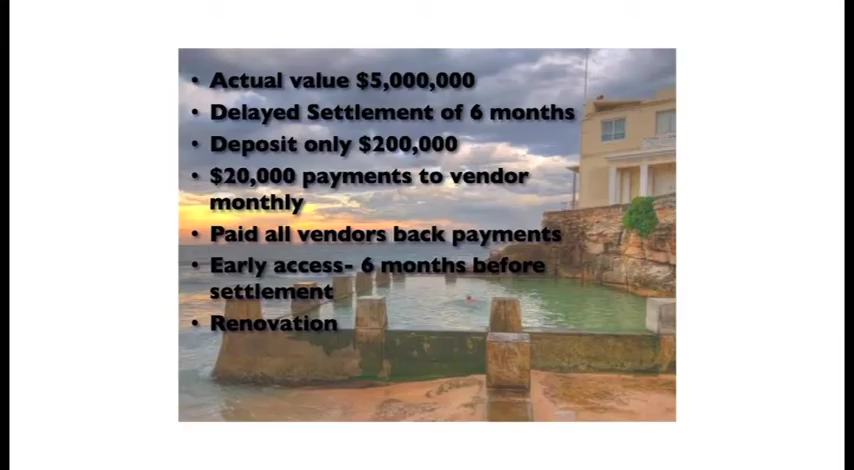 • Actual value $5,000,000
• Delayed Settlement of 6 months
• Deposit only $200,000
• $20,000 payments to vendor
monthly
• Paid all vendors back payments
• Early access- 6 months before
settlement
• Renovation